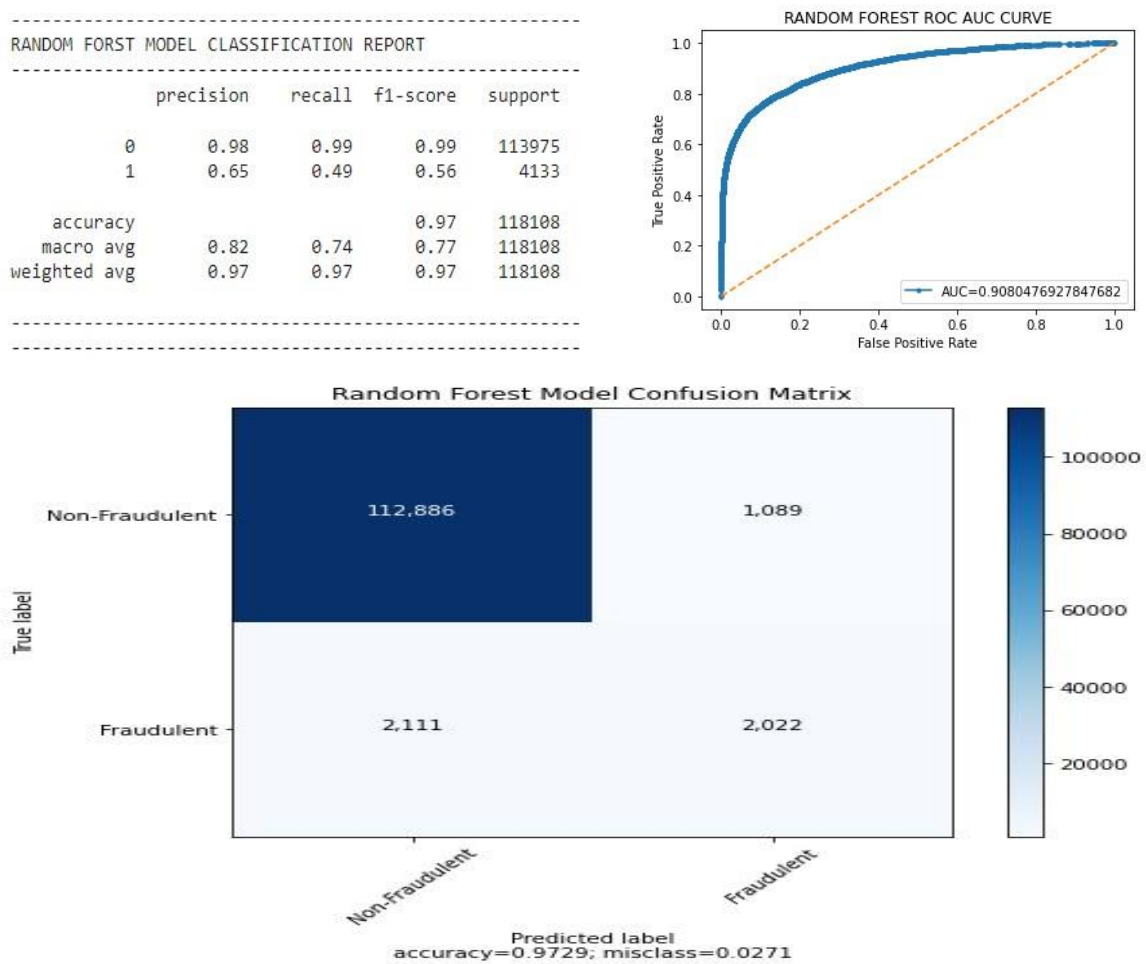 ------------------------------------------------------------
RANDOM FORST MODEL CLASSIFICATION REPORT
------------------------------------------------------------
precision recall f1-score support
0 0.98 0.99 0.99 113975
1 0.65 0.49 0.56 4133
accuracy 0.97 118108
macro avg 0.82 0.74 0.77 118108
weighted avg 0.97 0.97 0.97 118108
------------------------------------------------------------
------------------------------------------------------------
RANDOM FOREST ROC AUC CURVE
True Positive Rate
1.0
0.8
0.6
0.4
0.2
0.0
AUC=0.9080476927847682
0.0 0.2 0.4 0.6 0.8 1.0
False Positive Rate
Random Forest Model Confusion Matrix
True label
Non-Fraudulent 112,886 1,089
Fraudulent 2,111 2,022
Non-Fraudulent Fraudulent
Predicted label
accuracy=0.9729; misclass=0.0271
100000
80000
60000
40000
20000